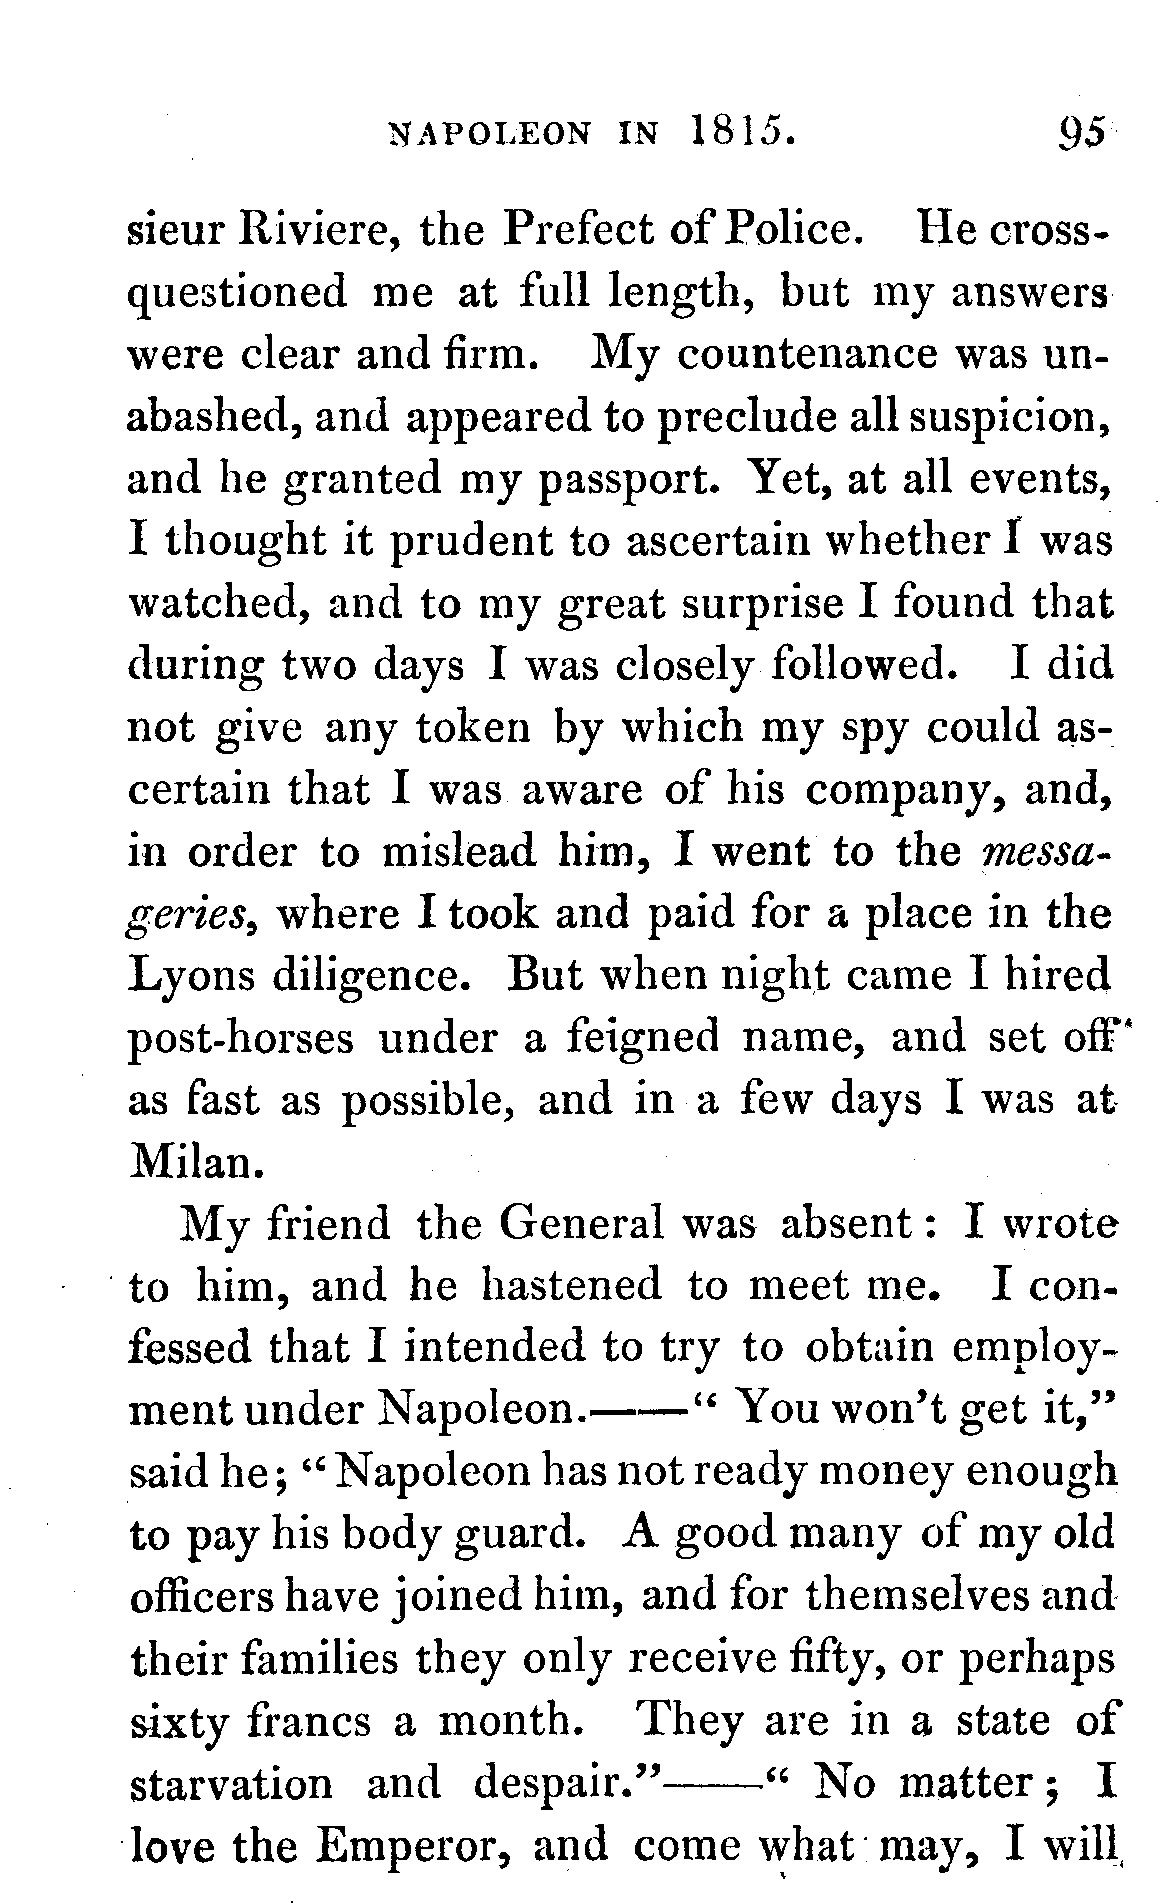 NAPOLEON IN 1815. 95
sieur Riviere, the Prefect of Police. He cross-
questioned me at full length, but my answers
were clear and firm. My countenance was un-
abashed, and appeared to preclude all suspicion,
and he granted my passport. Yet, at all events,
I thought it prudent to ascertain whether I was
watched, and to my great surprise I found that
during two days I was closely followed. I did
not give any token by which my spy could as-
certain that I was aware of his company, and,
in order to mislead him, I went to the messa-
geries, where I took and paid for a place in the
Lyons diligence. But when night came I hired
post-horses under a feigned name, and set off
as fast as possible, and in a few days I was at
Milan.
My friend the General was absent : I wrote
to him, and he hastened to meet me. I con-
fessed that I intended to try to obtain employ-
ment under Napoleon.——“ You won’t get it,”
said he; “ Napoleon has not ready money enough
to pay his body guard. A good many of my old
officers have joined him, and for themselves and
their families they only receive fifty, or perhaps
sixty francs a month. They are in a state of
starvation and despair.”——“ No matter ; I
love the Emperor, and come what may, I will